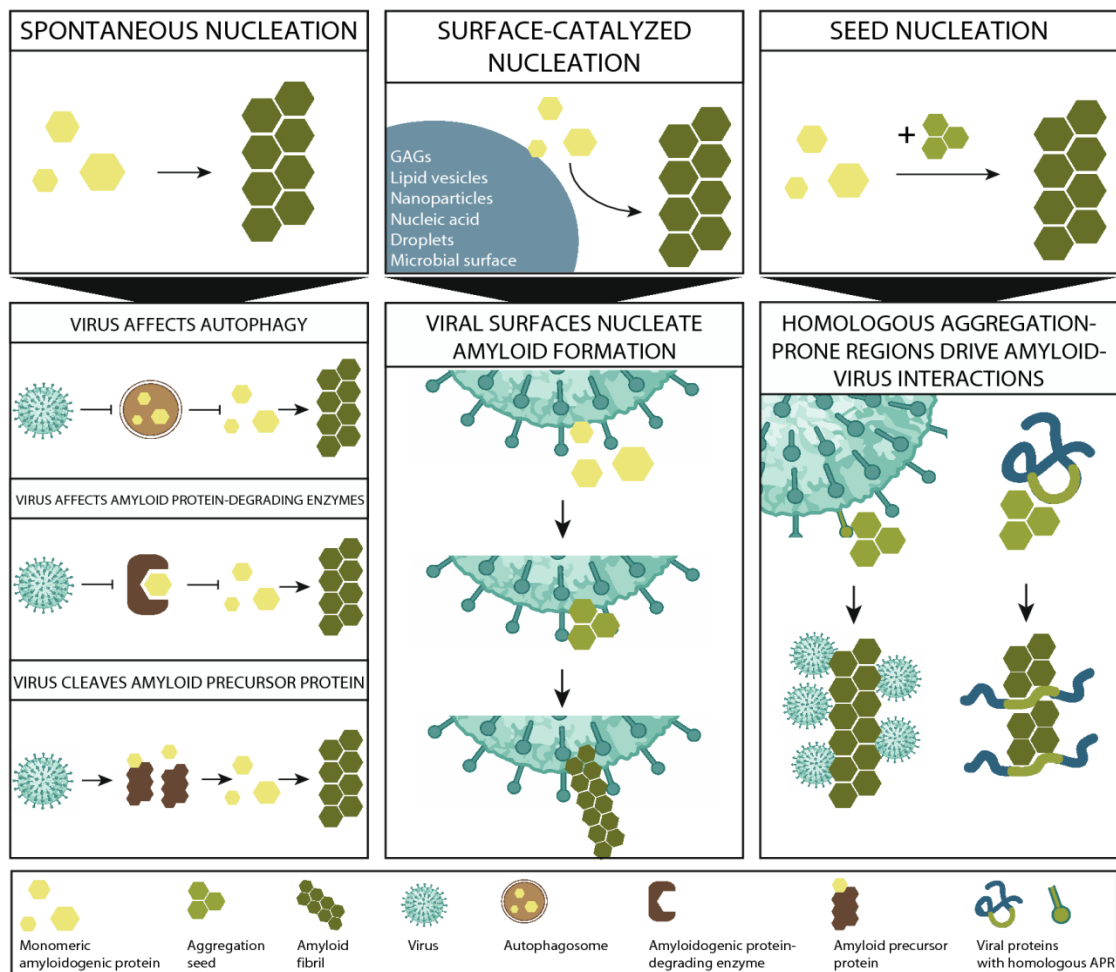 SPONTANEOUS NUCLEATION
SURFACE-CATALYZED
NUCLEATION
GAGs
Lipid vesicles
Nanoparticles
Nucleic acid
Droplets
Microbial surface
SEED NUCLEATION
+
VIRUS AFFECTS AUTOPHAGY
VIRUS AFFECTS AMYLOID PROTEIN-DEGRADING ENZYMES
VIRUS CLEAVES AMYLOID PRECURSOR PROTEIN
VIRAL SURFACES NUCLEATE
AMYLOID FORMATION
HOMOLOGOUS AGGREGATION-
PRONE REGIONS DRIVE AMYLOID-
VIRUS INTERACTIONS
Monomeric
amyloidogenic protein
Aggregation
seed
Amyloid
fibril
Virus
Autophagosome
Amyloidogenic protein-
degrading enzyme
Amyloid precursor
protein
Viral proteins
with homologous APR